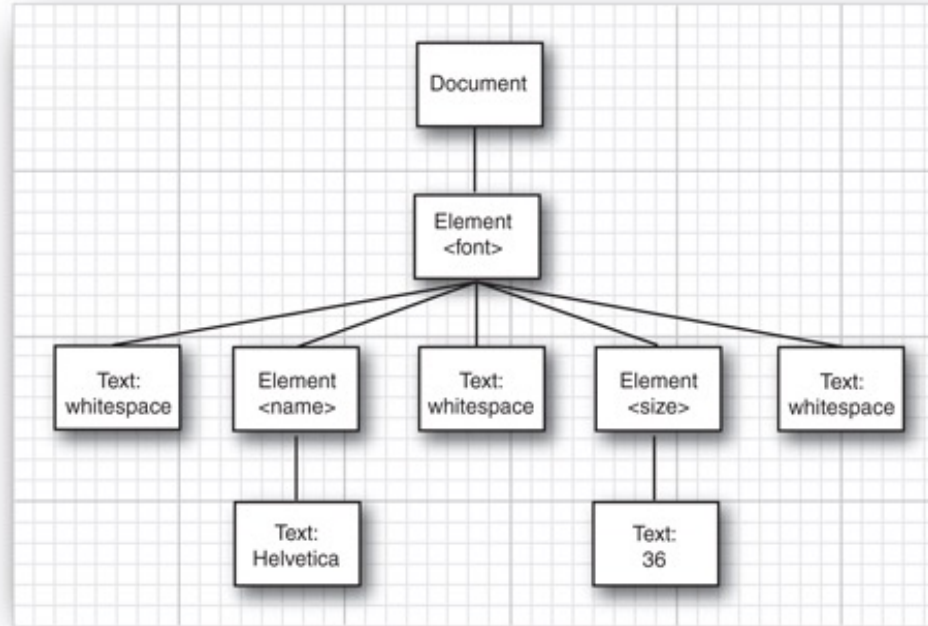 Document
Element
<font>
Text:
whitespace
Element
<name>
Text:
whitespace
Element
<size>
Text:
whitespace
Text:
Helvetica
Text:
36